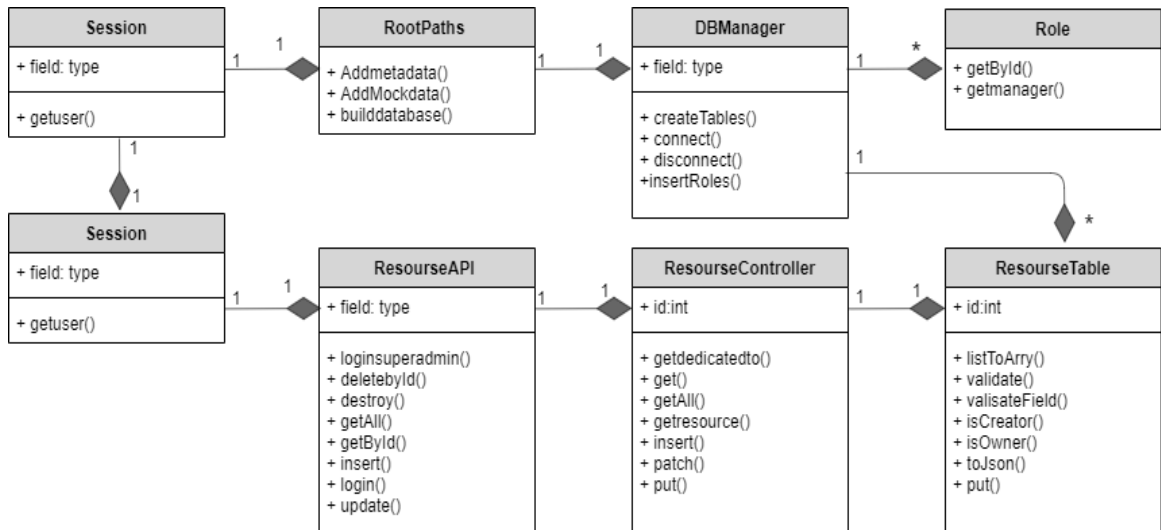 Session
+ field: type
+ getuser()
1
1
RootPaths
+ Addmetadata()
+ AddMockdata()
+ builddatabase()
1
1
DBManager
+ field: type
+ createTables()
+ connect()
+ disconnect()
+insertRoles()
1
*
Role
+ getById()
+ getmanager()
1
*
1
1
Session
+ field: type
+ getuser()
1
1
ResourseAPI
+ field: type
+ loginsuperadmin()
+ deletebyId()
+ destroy()
+ getAll()
+ getById()
+ insert()
+ login()
+ update()
1
1
ResourseController
+ id:int
+ getdedicatedto()
+ get()
+ getAll()
+ getresource()
+ insert()
+ patch()
+ put()
1
1
ResourseTable
+ id:int
+ listToArry()
+ validate()
+ valisateField()
+ isCreator()
+ isOwner()
+ toJson()
+ put()